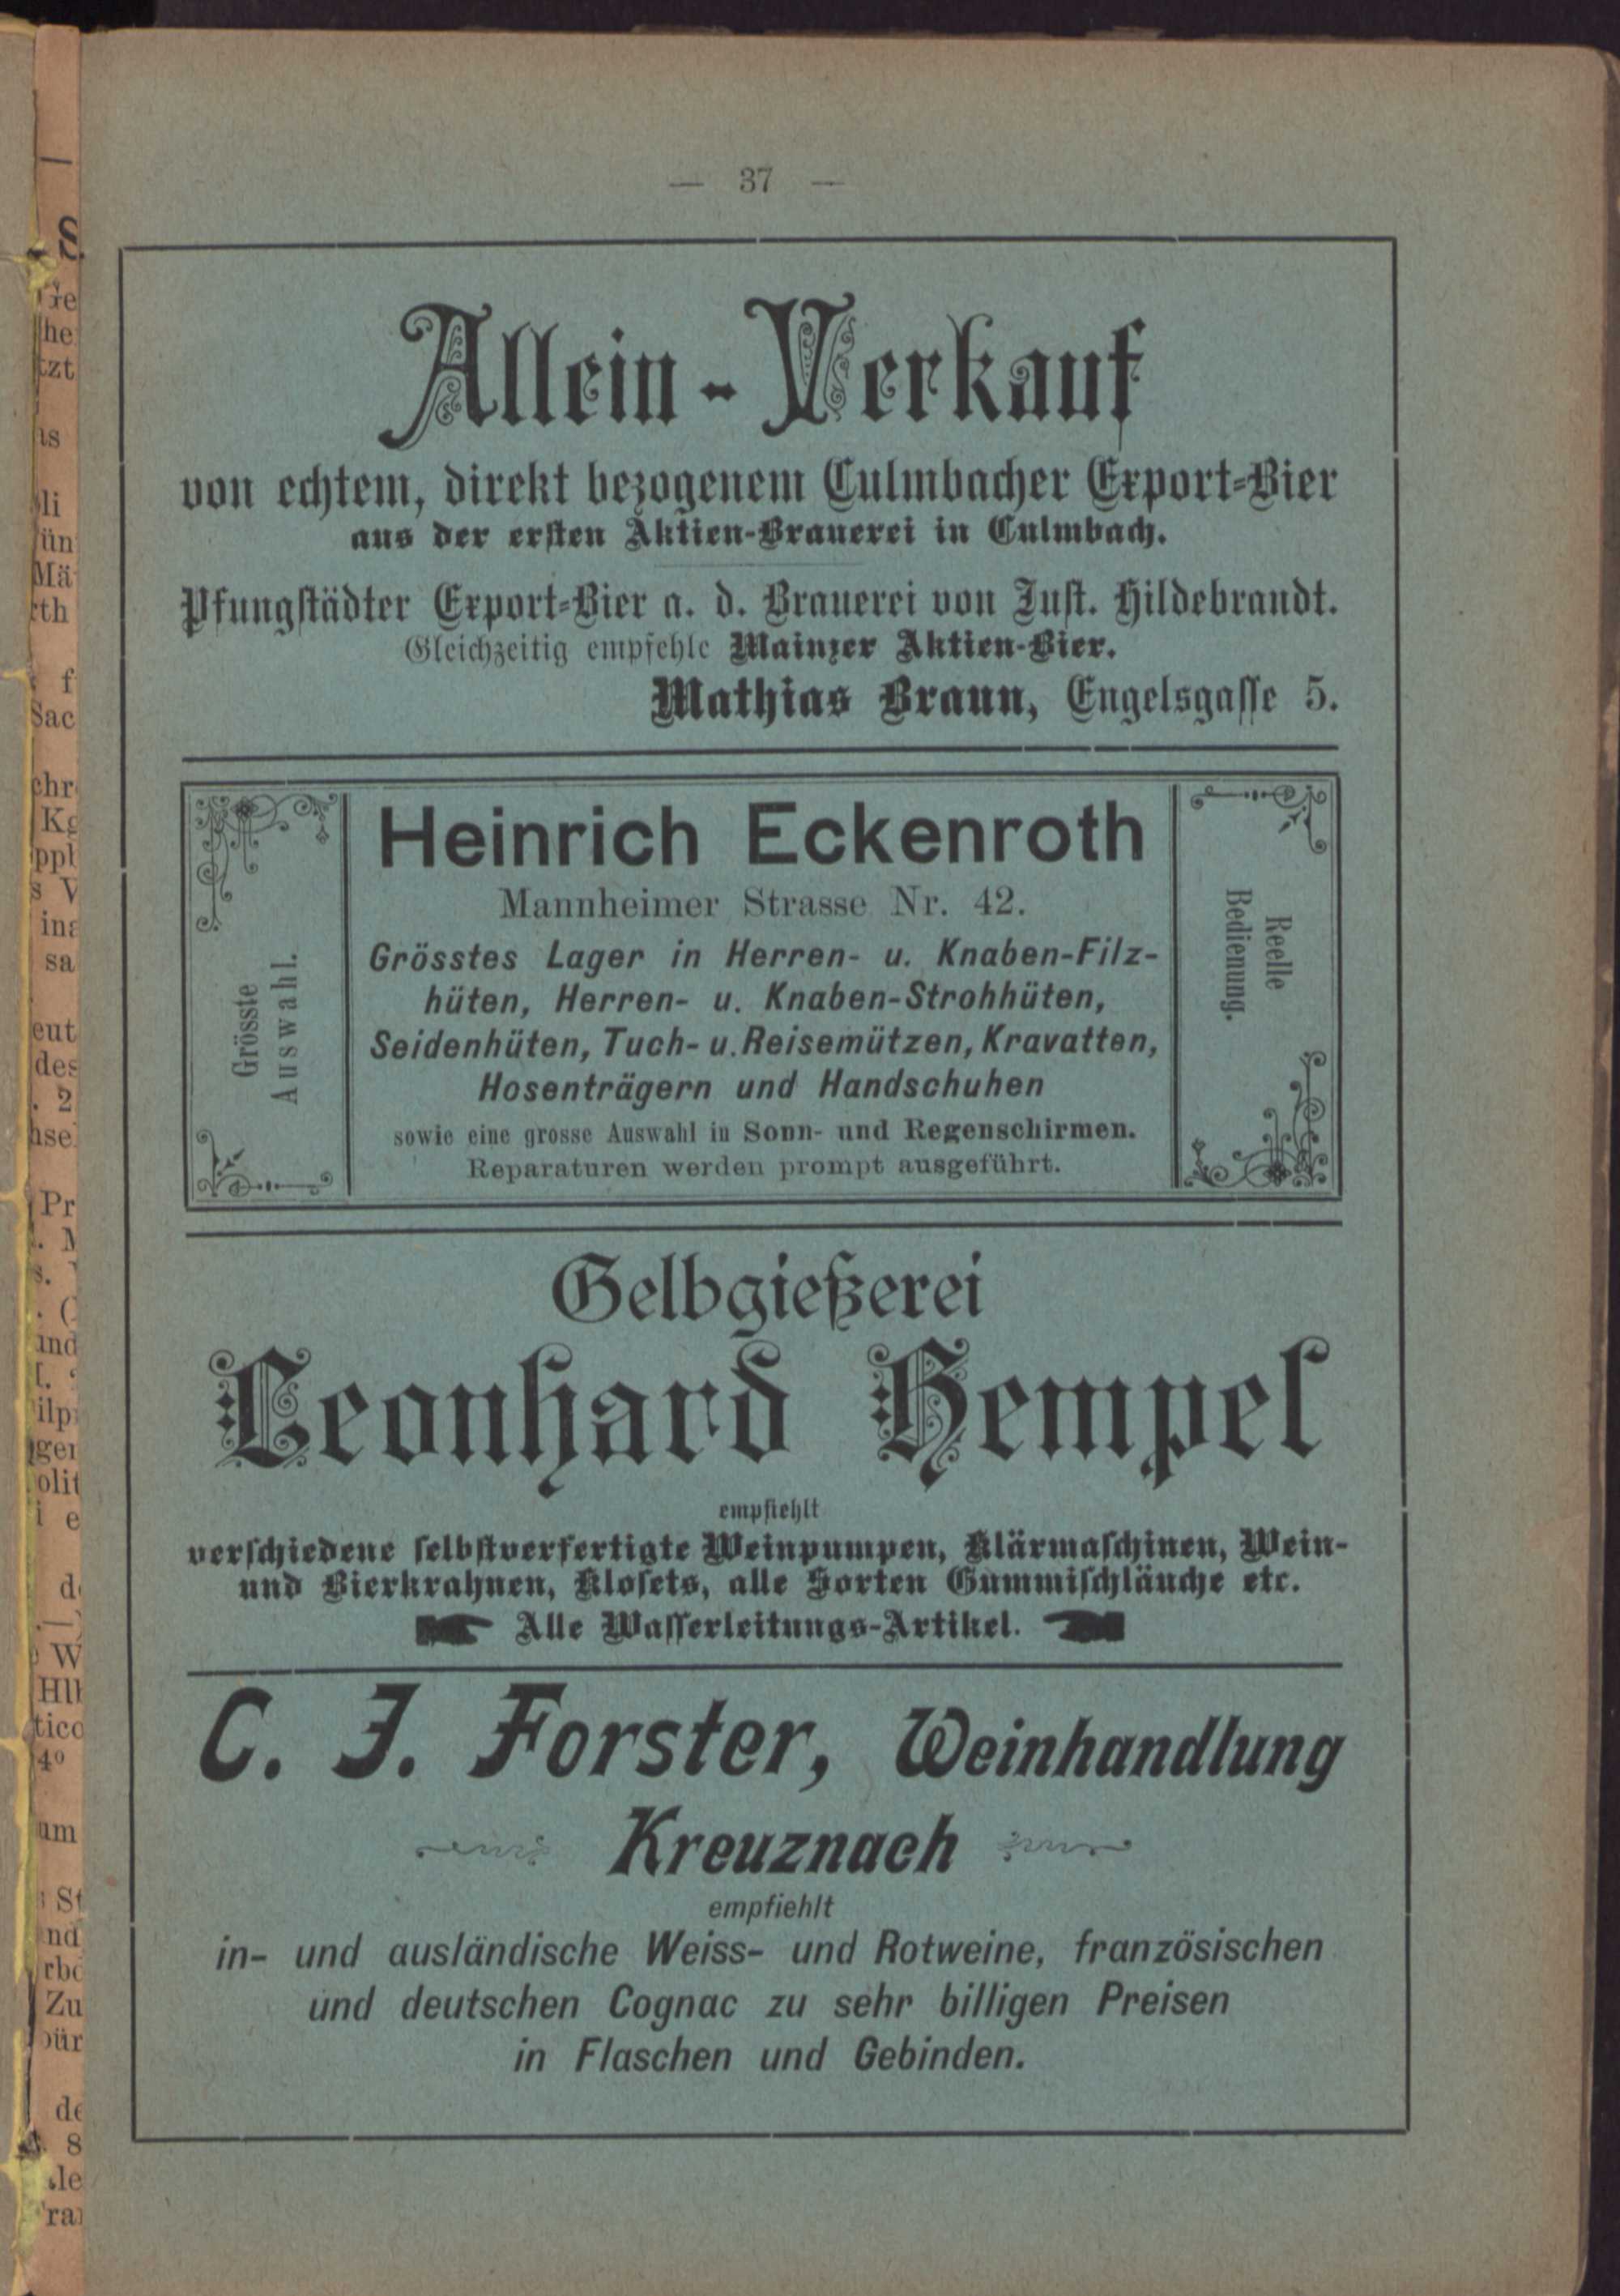 — 37 —
Allein-Verkauf
von echtem, direkt bezogenem Culmbacher Export-Bier
aus der ersten Aktien-Brauerei in Culmbach.
Pfungstädter Export-Bier a. d. Brauerei von Just. Hildebrandt.
Gleichzeitig empfehle Mainzer Aktien-Bier.
Mathias Braun, Engelsgasse 5.
Grösste
Auswahl.
Heinrich Eckenroth
Mannheimer Strasse Nr. 42.
Grösstes Lager in Herren- u. Knaben-Filz-
hüten, Herren- u. Knaben-Strohhüten,
Seidenhüten, Tuch- u. Reisemützen, Kravatten,
Hosenträgern und Handschuhen
sowie eine grosse Auswahl in Sonn- und Regenschirmen.
Reparaturen werden prompt ausgeführt.
Reelle
Bedienung.
Gelbgießerei
Leonhard Hempel
empfiehlt
verschiedene selbstverfertigte Weinpumpen, Klärmaschinen, Wein-
und Bierkrahnen, Klosets, alle Sorten Gummischläuche etc.
Alle Wasserleitungs-Artikel.
C. J. Forster, Weinhandlung
Kreuznach
empfiehlt
in- und ausländische Weiss- und Rotweine, französischen
und deutschen Cognac zu sehr billigen Preisen
in Flaschen und Gebinden.